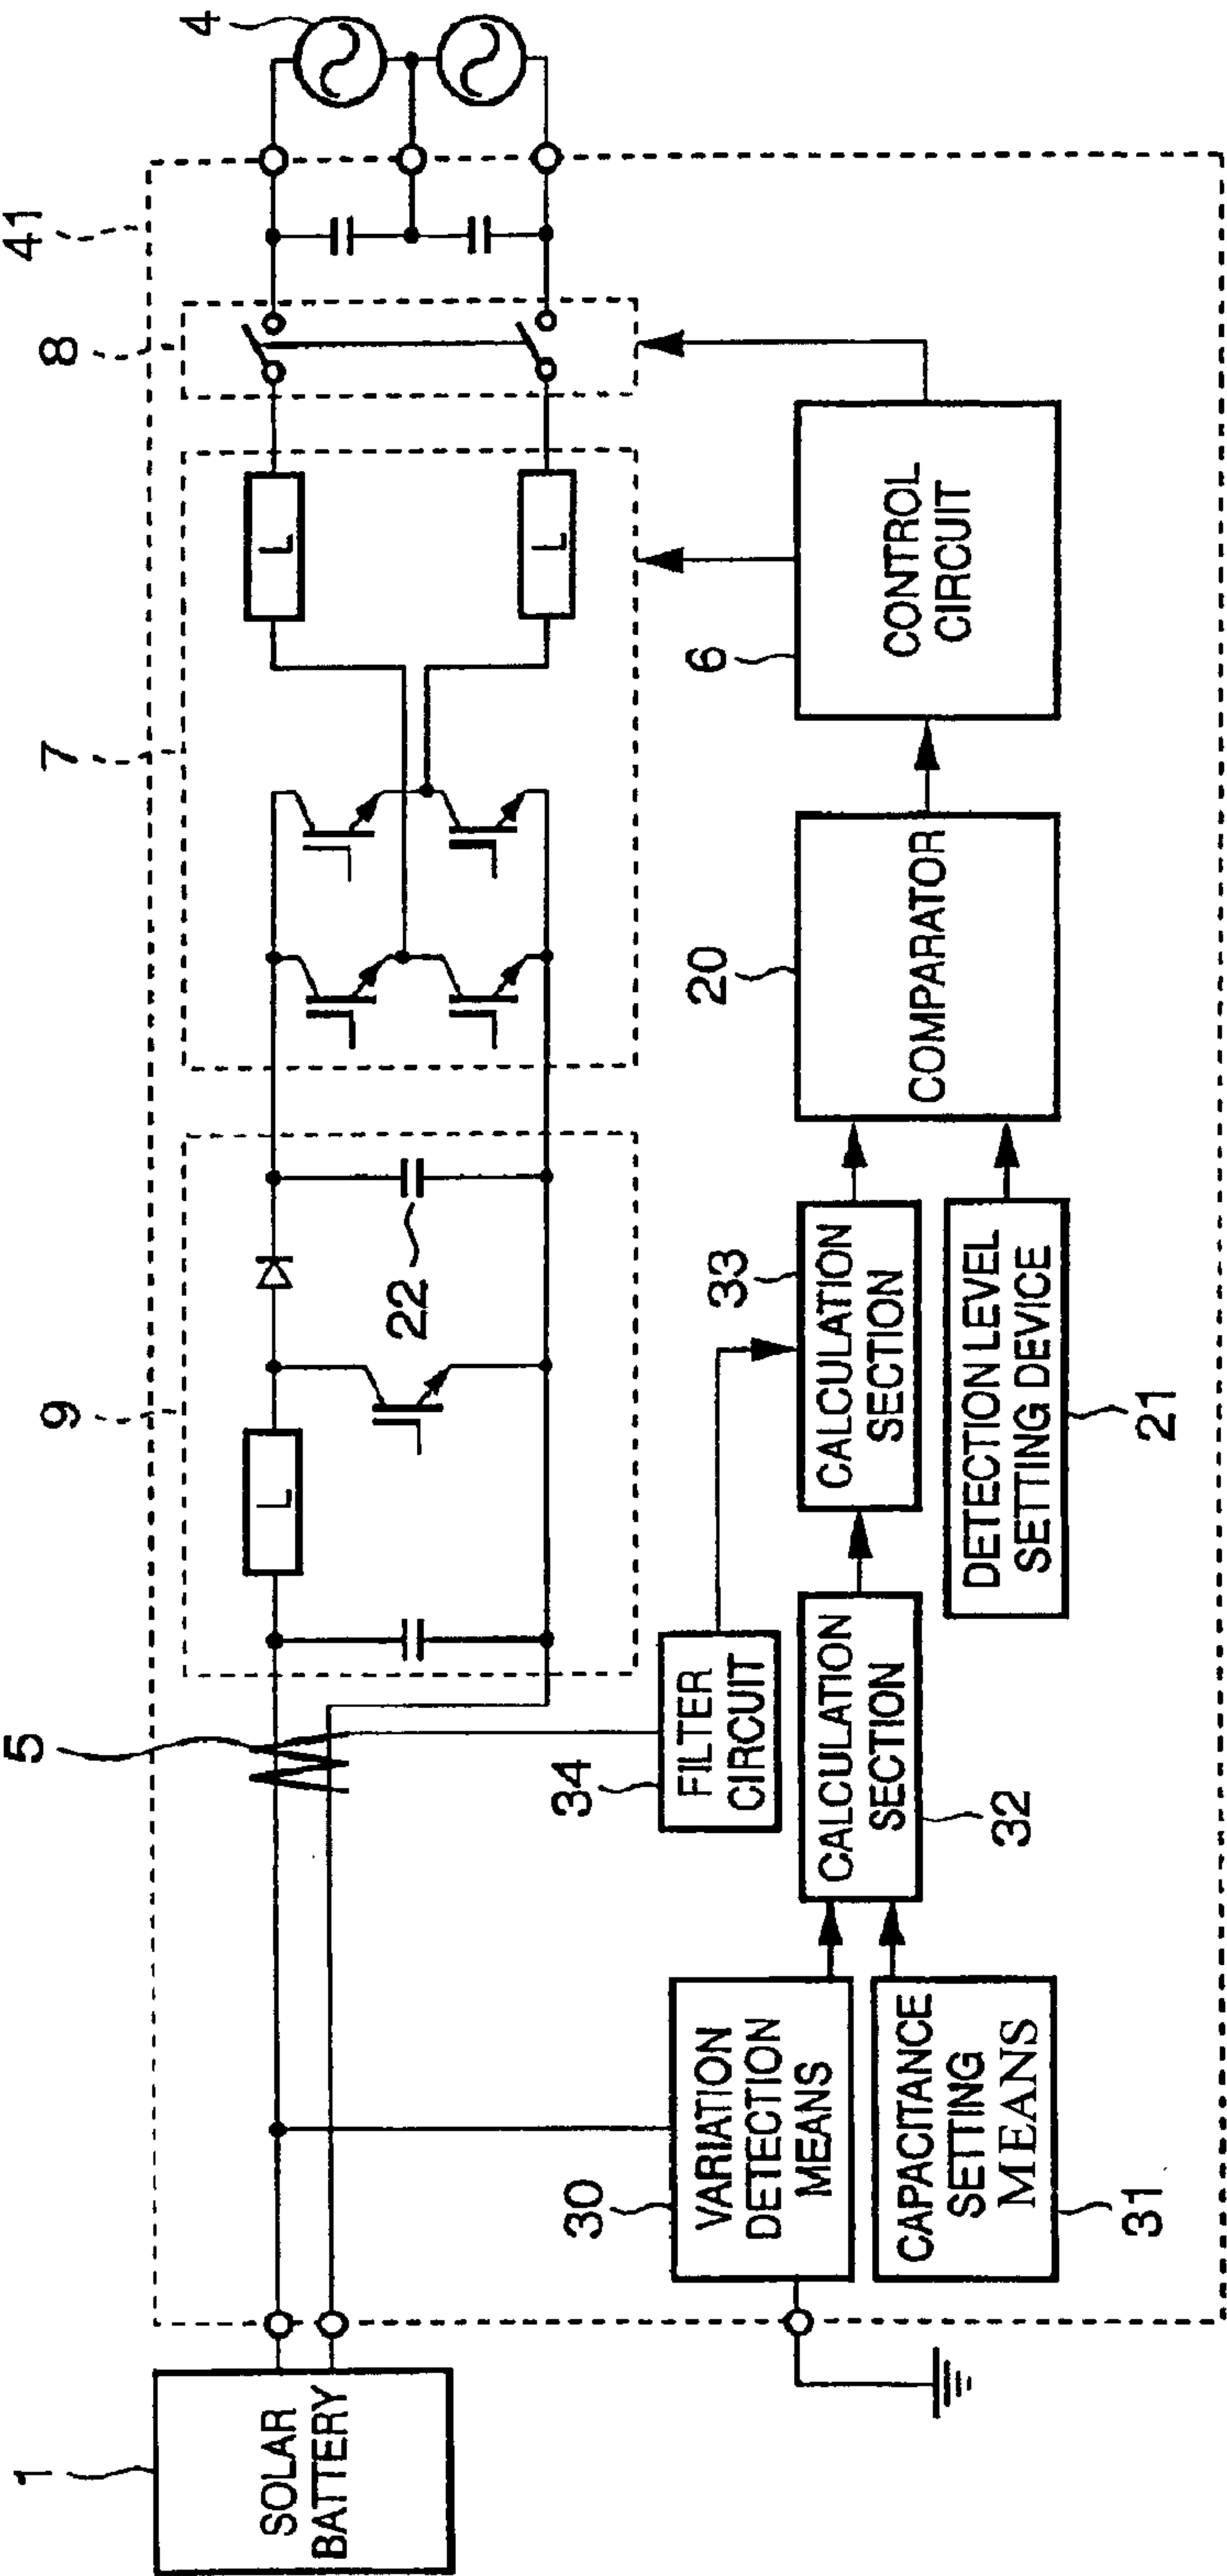 41
4
8
7
9
5
1
SOLAR
BATTERY
L
L
L
22
34
FILTER
CIRCUIT
30
VARIATION
DETECTION
MEANS
CAPACITANCE
SETTING
MEANS
31
CALCULATION
SECTION
32
CALCULATION
SECTION
33
DETECTION LEVEL
SETTING DEVICE
21
20
COMPARATOR
6
CONTROL
CIRCUIT